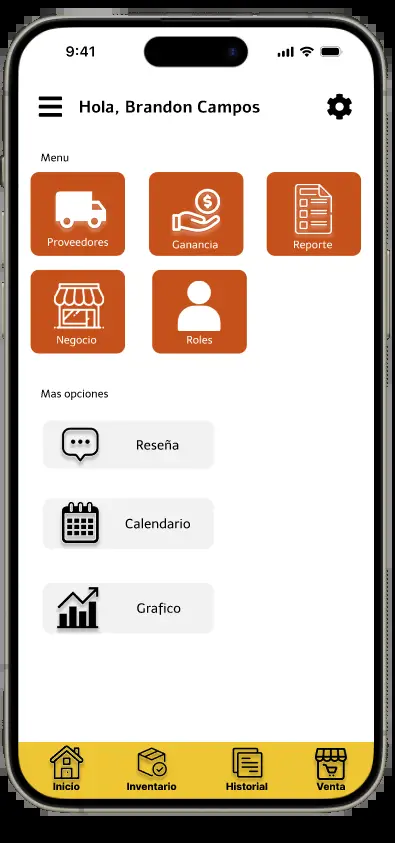 9:41
Hola, Brandon Campos
Menu
Proveedores
Ganancia
Reporte
Negocio
Roles
Mas opciones
Reseña
Calendario
Grafico
Inicio
Inventario
Historial
Venta